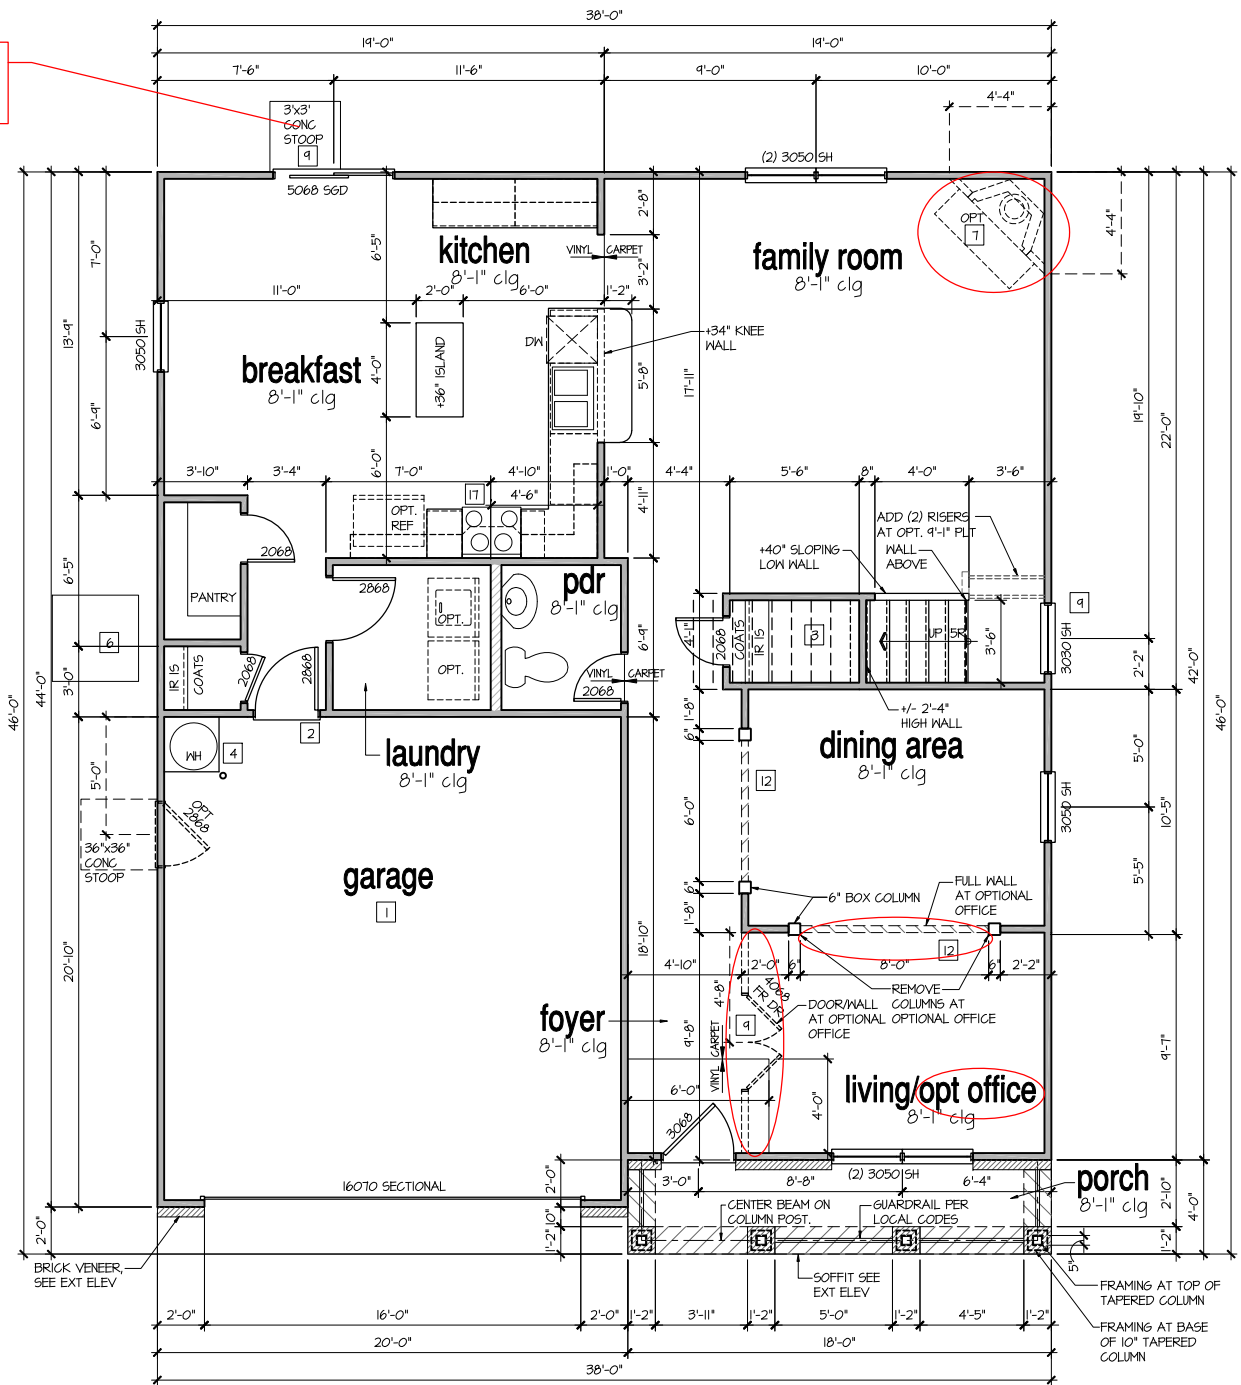 38'-0"
19'-0"
19'-0"
7'-6"
11'-6"
9'-0"
10'-0"
4'-4"
3'x3'
CONC
STOOP
9
(2) 3050 SH
5068 SGD
OPT
7
4'-4"
kitchen
8'-1" clg
VINYL
CARPET
family room
8'-1" clg
2'-8"
3'-2"
6'-5"
7'-0"
11'-0"
2'-0"
6'-0"
1'-2"
3050 SH
13'-9"
DW
+34" KNEE
WALL
breakfast
8'-1" clg
4'-0"
+36" ISLAND
5'-8"
17'-11"
6'-9"
19'-10"
22'-0"
3'-10"
3'-4"
7'-0"
4'-10"
1'-0"
4'-4"
5'-6"
8"
4'-0"
3'-6"
6'-0"
17
4'-6"
4'-11"
OPT.
REF
ADD (2) RISERS
AT OPT. 9'-1" PLT
+40" SLOPING
LOW WALL
WALL
ABOVE
2068
6'-5"
PANTRY
2868
OPT.
OPT.
pdr
8'-1" clg
6'-9"
4'-1"
2068
COATS
1R 1S
3
UP 5R
3'-6"
9
3030 SH
2'-2"
6
3'-0"
1R 1S
COATS
2068
2868
VINYL
CARPET
2068
44'-0"
46'-0"
42'-0"
46'-0"
1'-8"
6"
+/- 2'-4"
HIGH WALL
WH
4
2
laundry
8'-1" clg
dining area
8'-1" clg
5'-0"
5'-0"
12
3050 SH
10'-5"
OPT
2868
36"x36"
CONC
STOOP
6'-0"
garage
1
6"
1'-8"
6" BOX COLUMN
FULL WALL
AT OPTIONAL
OFFICE
5'-5"
18'-10"
12
20'-10"
4'-10"
2'-0"
6"
8'-0"
6"
2'-2"
4'-8"
4068
FR DR
REMOVE
COLUMNS AT
OPTIONAL OFFICE
DOOR/WALL
AT OPTIONAL
OFFICE
foyer
8'-1" clg
9
9'-8"
CARPET
VINYL
9'-7"
6'-0"
4'-0"
living/opt office
8'-1" clg
3068
16070 SECTIONAL
2'-0"
3'-0"
8'-8"
(2) 3050 SH
6'-4"
porch
8'-1" clg
2'-10"
4'-0"
2'-0"
10"
1'-2"
CENTER BEAM ON
COLUMN POST.
GUARDRAIL PER
LOCAL CODES
1'-2"
5"
BRICK VENEER,
SEE EXT ELEV
SOFFIT SEE
EXT ELEV
FRAMING AT TOP OF
TAPERED COLUMN
2'-0"
16'-0"
2'-0"
1'-2"
3'-11"
1'-2"
5'-0"
1'-2"
4'-5"
1'-2"
FRAMING AT BASE
OF 10" TAPERED
COLUMN
20'-0"
18'-0"
38'-0"